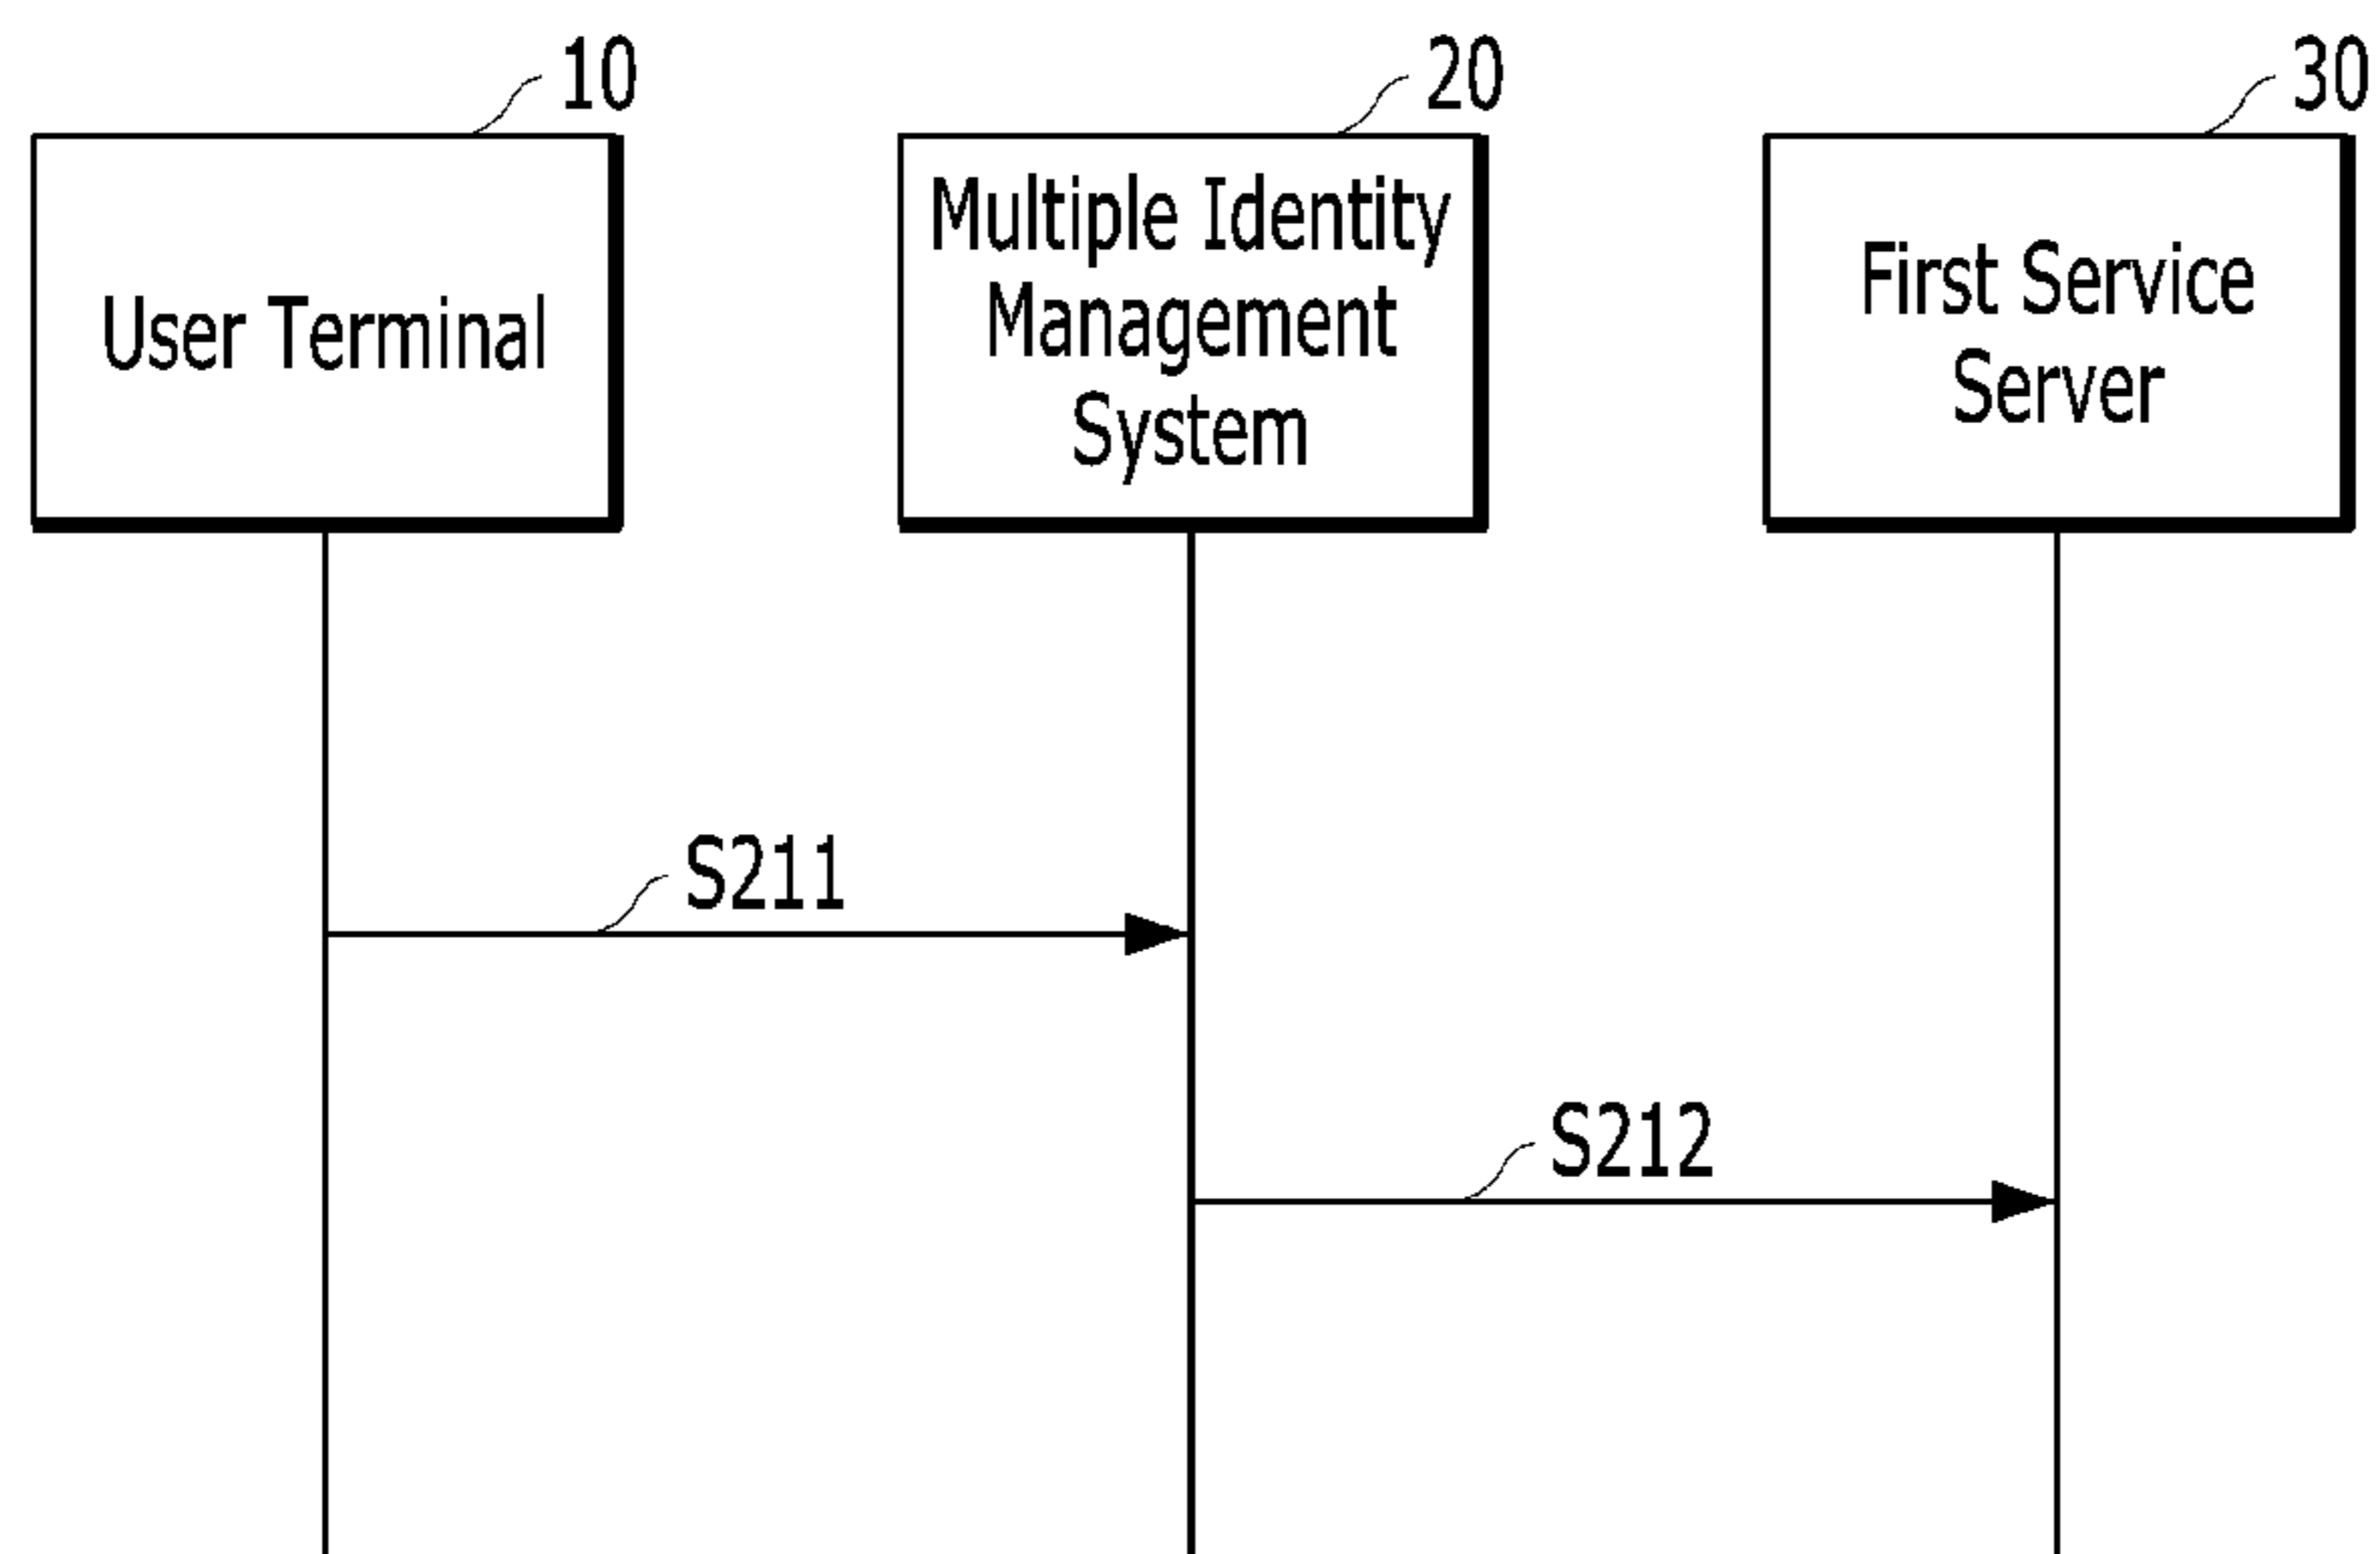 10
20
30
User Terminal
Multiple Identity
Management
System
First Service
Server
S211
S212